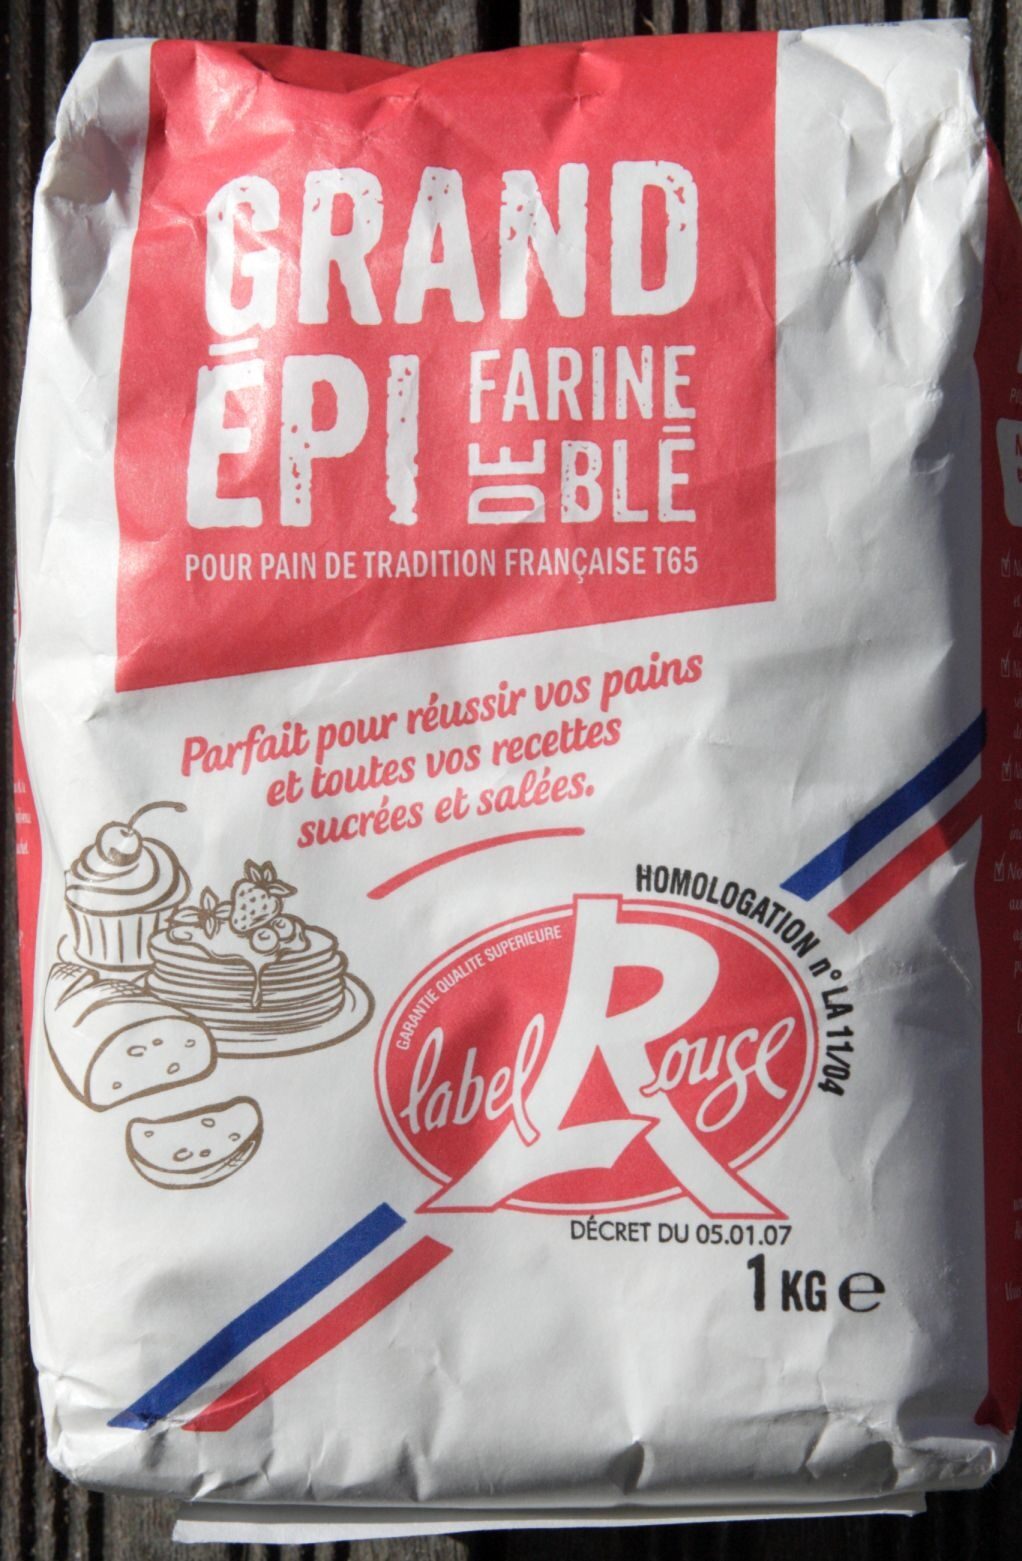 GRAND
ÉPI
FARINE
DE BLÉ
POUR PAIN DE TRADITION FRANÇAISE T65
Parfait pour réussir vos pains
et toutes vos recettes
sucrées et salées.
HOMOLOGATION n° LA 11/04
GARANTIE QUALITE SUPERIEURE
label Rouge
LR
DÉCRET DU 05.01.07
1 KG e